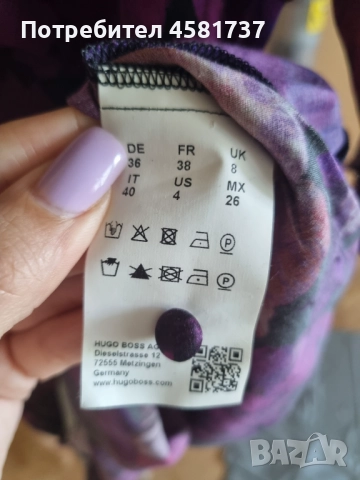 Потребител 4581737
DE FR UK
36 38 8
IT US MX
40 4 26
P
P
HUGO BOSS AG
Dieselstrasse 12
72555 Metzingen
Germany
www.hugoboss.com
BAZAR